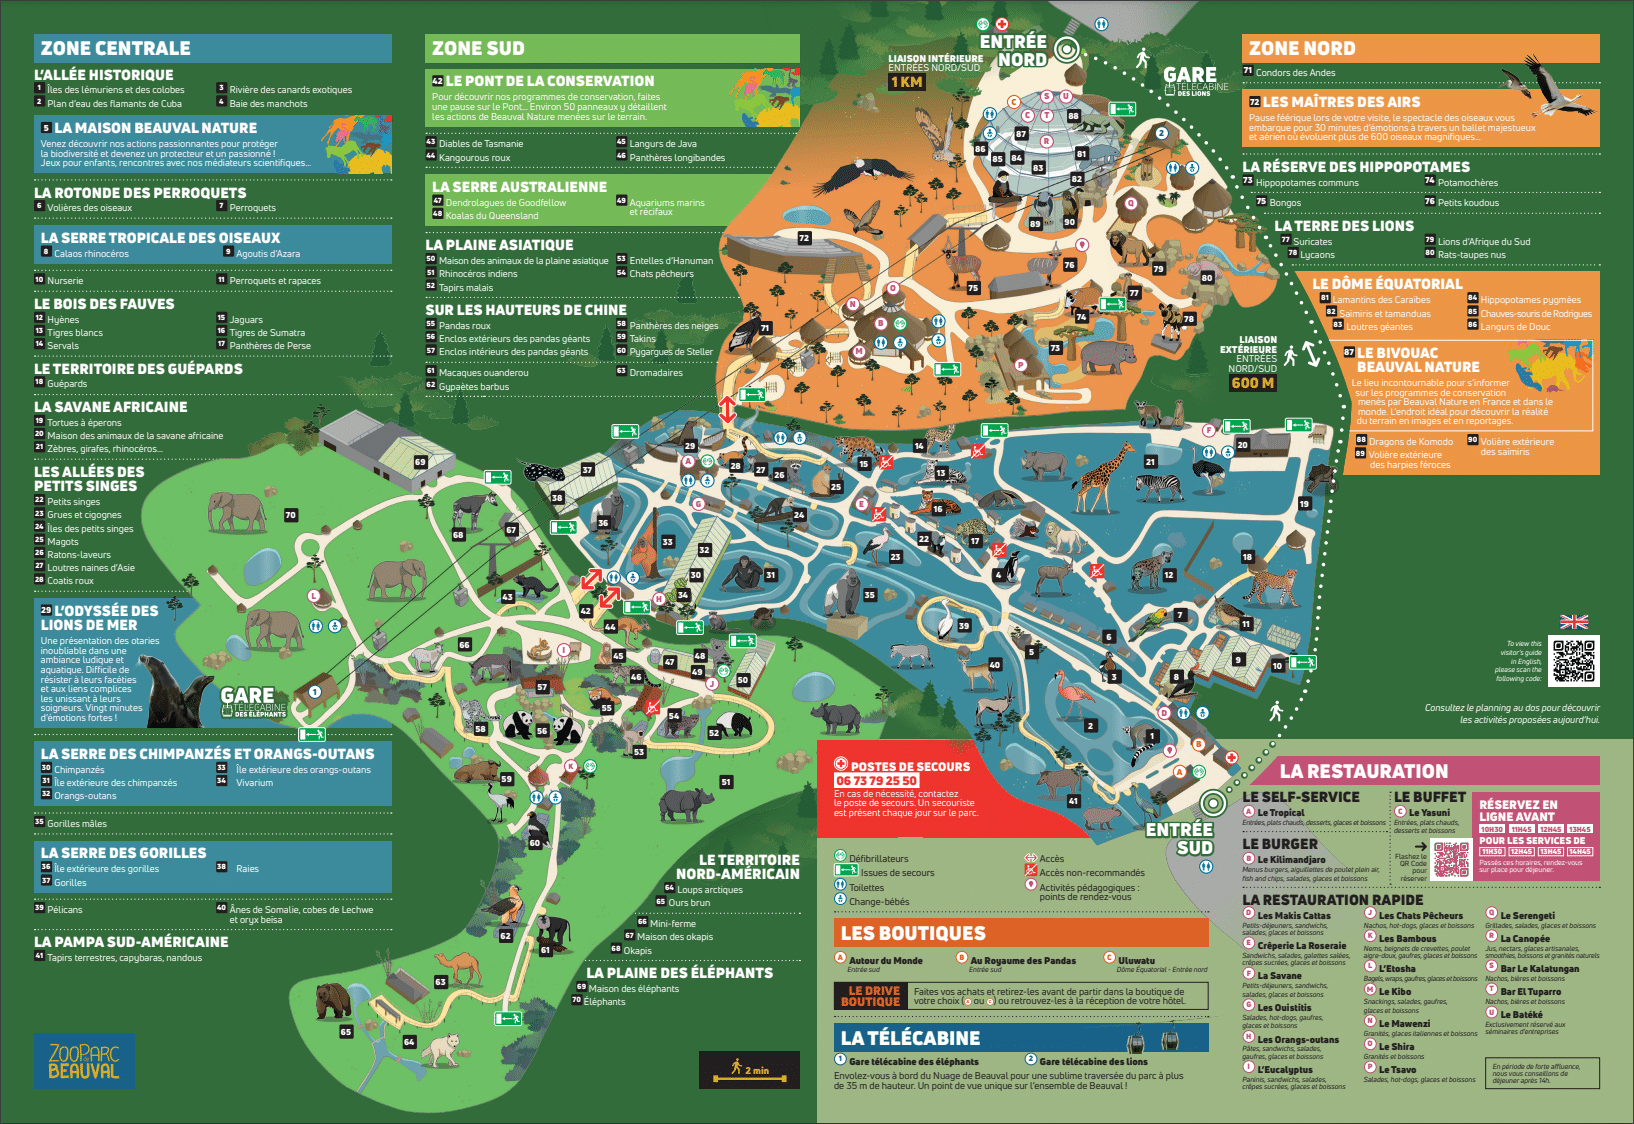 ZONE CENTRALE
L'ALLÉE HISTORIQUE
1 Îles des lémuriens et des colobes
2 Plan d'eau des flamants de Cuba
3 Rivière des canards exotiques
4 Baie des manchots
5 LA MAISON BEAUVAL NATURE
Venez découvrir nos actions passionnantes pour protéger
la biodiversité et devenez un protecteur et un passionné !
Jeux pour enfants, rencontres avec nos médiateurs scientifiques...
LA ROTONDE DES PERROQUETS
6 Volières des oiseaux
7 Perroquets
LA SERRE TROPICALE DES OISEAUX
8 Calaos rhinocéros
9 Agoutis d'Azara
10 Nurserie
11 Perroquets et rapaces
LE BOIS DES FAUVES
12 Hyènes
13 Tigres blancs
14 Servals
15 Jaguars
16 Tigres de Sumatra
17 Panthères de Perse
LE TERRITOIRE DES GUÉPARDS
18 Guépards
LA SAVANE AFRICAINE
19 Tortues à éperons
20 Maison des animaux de la savane africaine
21 Zèbres, girafes, rhinocéros...
LES ALLÉES DES
PETITS SINGES
22 Petits singes
23 Grues et cigognes
24 Îles des petits singes
25 Magots
26 Ratons-laveurs
27 Loutres naines d'Asie
28 Coatis roux
29 L'ODYSSÉE DES
LIONS DE MER
Une présentation des otaries
inoubliable dans une
ambiance ludique et
aquatique. Difficile de
résister à leurs facéties
et aux liens complices
les unissant à leurs
soigneurs. Vingt minutes
d'émotions fortes !
LA SERRE DES CHIMPANZÉS ET ORANGS-OUTANS
30 Chimpanzés
31 Île extérieure des chimpanzés
32 Orangs-outans
33 Île extérieure des orangs-outans
34 Vivarium
35 Gorilles mâles
LA SERRE DES GORILLES
36 Île extérieure des gorilles
37 Gorilles
38 Raies
39 Pélicans
40 Ânes de Somalie, cobes de Lechwe
et oryx beïsa
LA PAMPA SUD-AMÉRICAINE
41 Tapirs terrestres, capybaras, nandous
ZOOPARC
BEAUVAL
ZONE SUD
42 LE PONT DE LA CONSERVATION
Pour découvrir nos programmes de conservation, faites
une pause sur le Pont... Environ 50 panneaux y détaillent
les actions de Beauval Nature menées sur le terrain.
43 Diables de Tasmanie
44 Kangourous roux
45 Langurs de Java
46 Panthères longibandes
LA SERRE AUSTRALIENNE
47 Dendrolagues de Goodfellow
48 Koalas du Queensland
49 Aquariums marins
et récifaux
LA PLAINE ASIATIQUE
50 Maison des animaux de la plaine asiatique
51 Rhinocéros indiens
52 Tapirs malais
53 Entelles d'Hanuman
54 Chats pêcheurs
SUR LES HAUTEURS DE CHINE
55 Pandas roux
56 Enclos extérieurs des pandas géants
57 Enclos intérieurs des pandas géants
58 Panthères des neiges
59 Takins
60 Pygargues de Steller
61 Macaques ouanderou
62 Gypaètes barbus
63 Dromadaires
LE TERRITOIRE
NORD-AMÉRICAIN
64 Loups arctiques
65 Ours brun
66 Mini-ferme
67 Maison des okapis
68 Okapis
LA PLAINE DES ÉLÉPHANTS
69 Maison des éléphants
70 Éléphants
2 min
GARE
TÉLÉCABINE
DES ÉLÉPHANTS
LIAISON INTÉRIEURE
ENTRÉES NORD/SUD
1 KM
ENTRÉE
NORD
GARE
TÉLÉCABINE
DES LIONS
LIAISON
EXTÉRIEURE
ENTRÉES
NORD/SUD
600 M
ENTRÉE
SUD
ZONE NORD
71 Condors des Andes
72 LES MAÎTRES DES AIRS
Pause féérique lors de votre visite, le spectacle des oiseaux vous
embarque pour 30 minutes d'émotions à travers un ballet majestueux
et aérien où évoluent plus de 600 oiseaux magnifiques...
LA RÉSERVE DES HIPPOPOTAMES
73 Hippopotames communs
74 Potamochères
75 Bongos
76 Petits koudous
LA TERRE DES LIONS
77 Suricates
78 Lycaons
79 Lions d'Afrique du Sud
80 Rats-taupes nus
LE DÔME ÉQUATORIAL
81 Lamantins des Caraïbes
82 Saimiris et tamanduas
83 Loutres géantes
84 Hippopotames pygmées
85 Chauves-souris de Rodrigues
86 Langurs de Douc
87 LE BIVOUAC
BEAUVAL NATURE
Le lieu incontournable pour s'informer
sur les programmes de conservation
menés par Beauval Nature en France et dans le
monde. L'endroit idéal pour découvrir la réalité
du terrain en images et en reportages.
88 Dragons de Komodo
89 Volière extérieure
des harpies féroces
90 Volière extérieure
des saimiris
To view this
visitor's guide
in English,
please scan the
following code:
Consultez le planning au dos pour découvrir
les activités proposées aujourd'hui.
POSTES DE SECOURS
06 73 79 25 50
En cas de nécessité, contactez
le poste de secours. Un secouriste
est présent chaque jour sur le parc.
Défibrillateurs
Issues de secours
Toilettes
Change-bébés
Accès
Accès non-recommandés
Activités pédagogiques :
points de rendez-vous
LES BOUTIQUES
A Autour du Monde
Entrée sud
B Au Royaume des Pandas
Entrée sud
C Uluwatu
Dôme Équatorial - Entrée nord
LE DRIVE
BOUTIQUE
Faites vos achats et retirez-les avant de partir dans la boutique de
votre choix (A ou C) ou retrouvez-les à la réception de votre hôtel.
LA TÉLÉCABINE
1 Gare télécabine des éléphants
2 Gare télécabine des lions
Envolez-vous à bord du Nuage de Beauval pour une sublime traversée du parc à plus
de 35 m de hauteur. Un point de vue unique sur l'ensemble de Beauval !
LA RESTAURATION
LE SELF-SERVICE
A Le Tropical
Entrées, plats chauds, desserts, glaces et boissons
LE BUFFET
C Le Yasuni
Entrées, plats chauds,
desserts et boissons
LE BURGER
B Le Kilimandjaro
Menus burgers, aiguillettes de poulet plein air,
fish and chips, salades, glaces et boissons
Flashez le
QR Code
pour
réserver
RÉSERVEZ EN
LIGNE AVANT
10H30 11H45 12H45 13H45
POUR LES SERVICES DE
11H30 12H45 13H45 14H45
Passés ces horaires, rendez-vous
sur place pour déjeuner.
LA RESTAURATION RAPIDE
D Les Makis Cattas
Petits-déjeuners, sandwichs,
salades, glaces et boissons
E Crêperie La Roseraie
Sandwichs, salades, galettes salées,
crêpes sucrées, glaces et boissons
F La Savane
Petits-déjeuners, sandwichs,
salades, glaces et boissons
G Les Ouistitis
Salades, hot-dogs, gaufres,
glaces et boissons
H Les Orangs-outans
Pâtes, sandwichs, salades,
gaufres, glaces et boissons
I L'Eucalyptus
Paninis, sandwichs, salades,
crêpes sucrées, glaces et boissons
J Les Chats Pêcheurs
Nachos, hot-dogs, glaces et boissons
K Les Bambous
Nems, beignets de crevettes, poulet
aigre-doux, gaufres, glaces et boissons
L L'Etosha
Bagels, wraps, gaufres, glaces et boissons
M Le Kibo
Snackings, salades, gaufres,
glaces et boissons
N Le Mawenzi
Granités, glaces italiennes et boissons
O Le Shira
Granités et boissons
P Le Tsavo
Salades, hot-dogs, glaces et boissons
Q Le Serengeti
Grillades, salades, glaces et boissons
R La Canopée
Jus, nectars, glaces artisanales,
smoothies, boissons et granités naturels
S Bar Le Kalatungan
Nachos, bières et boissons
T Bar El Tuparro
Nachos, bières et boissons
U Le Batéké
Exclusivement réservé aux
séminaires d'entreprises
En période de forte affluence,
nous vous conseillons de
déjeuner après 14h.